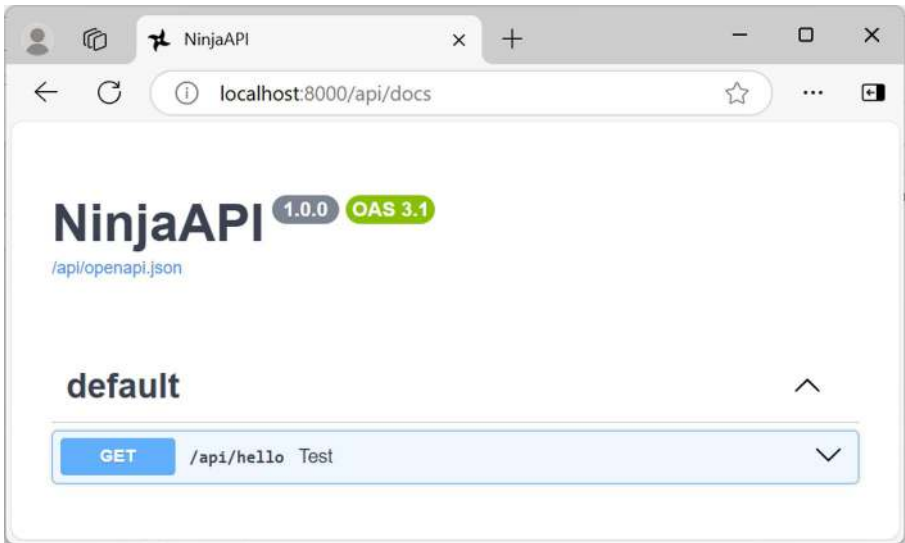 NinjaAPI
localhost:8000/api/docs
NinjaAPI 1.0.0 OAS 3.1
/api/openapi.json
default
GET /api/hello Test